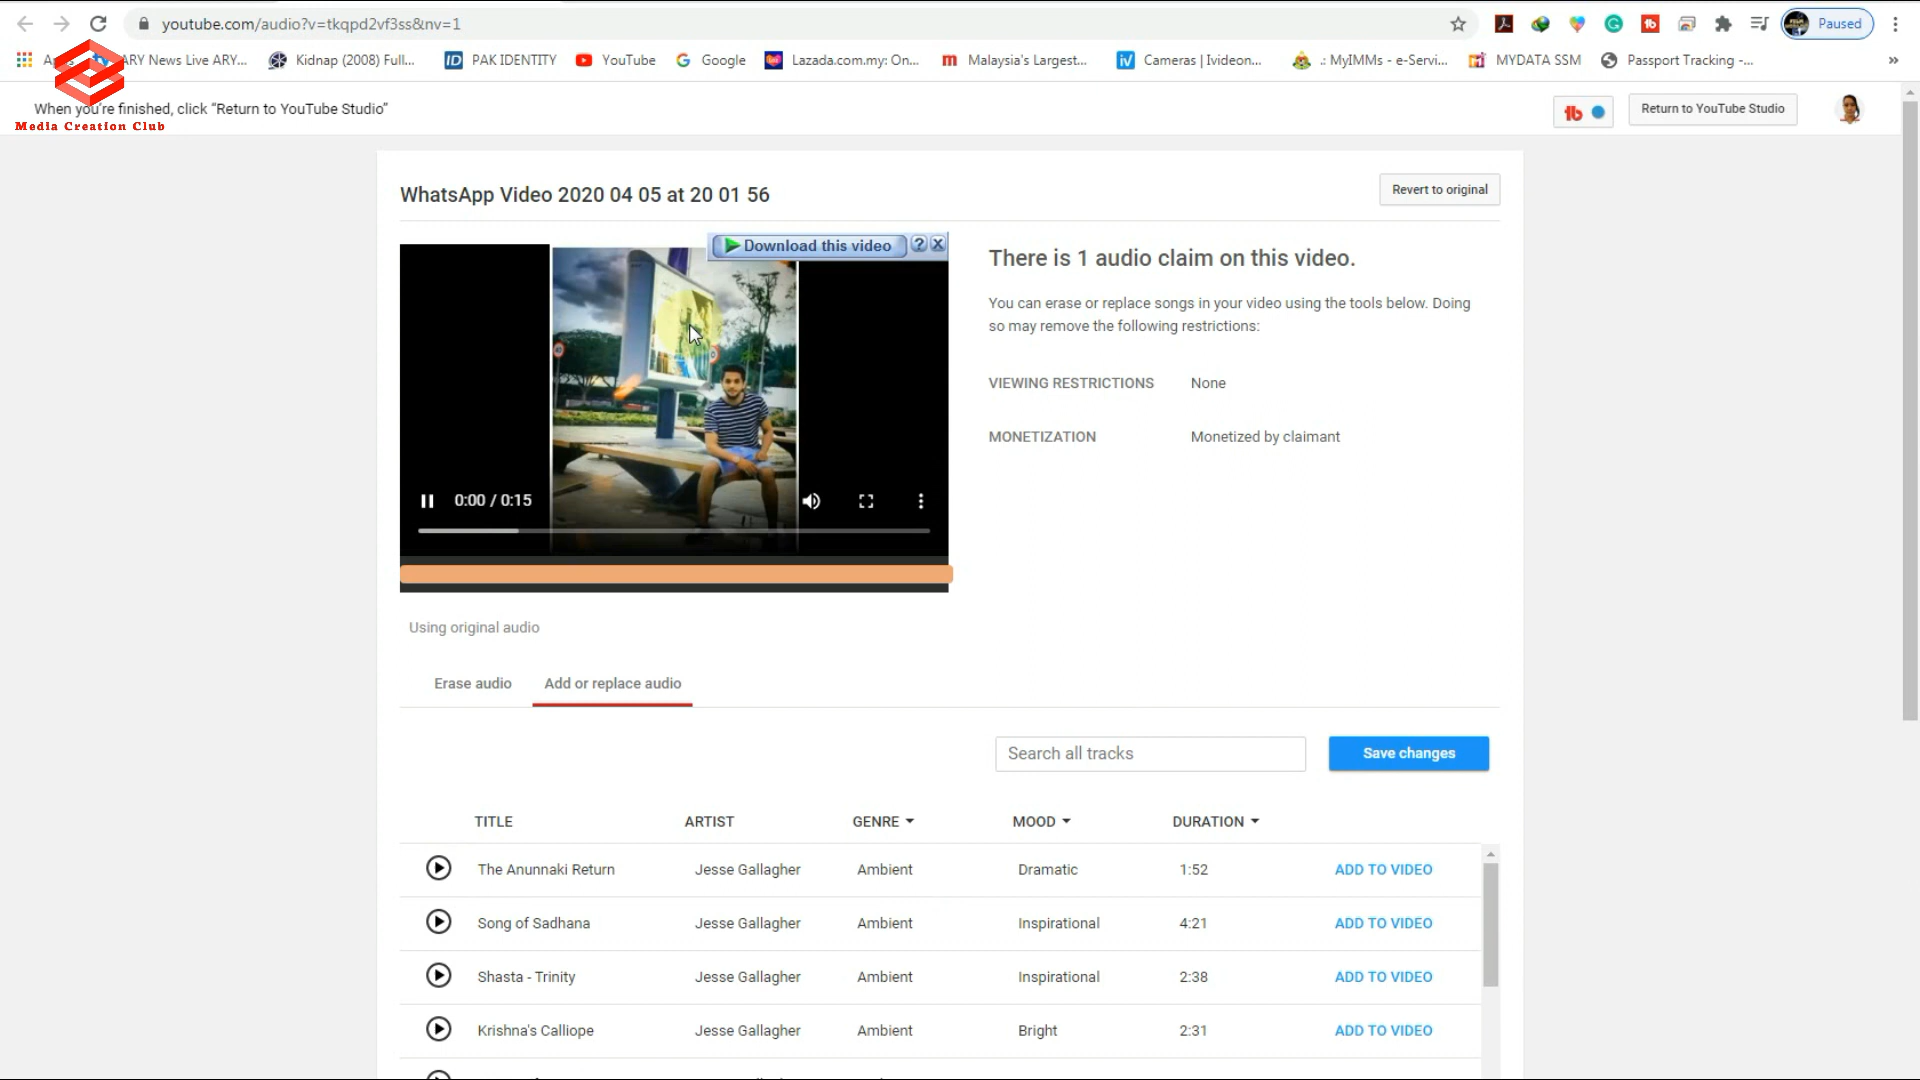 youtube.com/audio?v=tkqpd2vf3ss&nv=1
Paused
ARY News Live ARY...
Kidnap (2008) Full...
PAK IDENTITY
YouTube
Google
Lazada.com.my: On...
Malaysia's Largest...
Cameras | Ivideon...
.: MyIMMs - e-Servi...
MYDATA SSM
Passport Tracking -...
When you're finished, click “Return to YouTube Studio”
Media Creation Club
Return to YouTube Studio
WhatsApp Video 2020 04 05 at 20 01 56
Revert to original
Download this video
There is 1 audio claim on this video.
You can erase or replace songs in your video using the tools below. Doing
so may remove the following restrictions:
VIEWING RESTRICTIONS None
MONETIZATION Monetized by claimant
0:00 / 0:15
Using original audio
Erase audio
Add or replace audio
Search all tracks
Save changes
TITLE ARTIST GENRE MOOD DURATION
The Anunnaki Return Jesse Gallagher Ambient Dramatic 1:52 ADD TO VIDEO
Song of Sadhana Jesse Gallagher Ambient Inspirational 4:21 ADD TO VIDEO
Shasta - Trinity Jesse Gallagher Ambient Inspirational 2:38 ADD TO VIDEO
Krishna's Calliope Jesse Gallagher Ambient Bright 2:31 ADD TO VIDEO